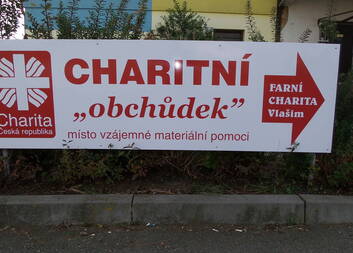 CHARITNÍ
„obchůdek”
místo vzájemné materiální pomoci
Charita
Česká republika
FARNÍ
CHARITA
Vlašim